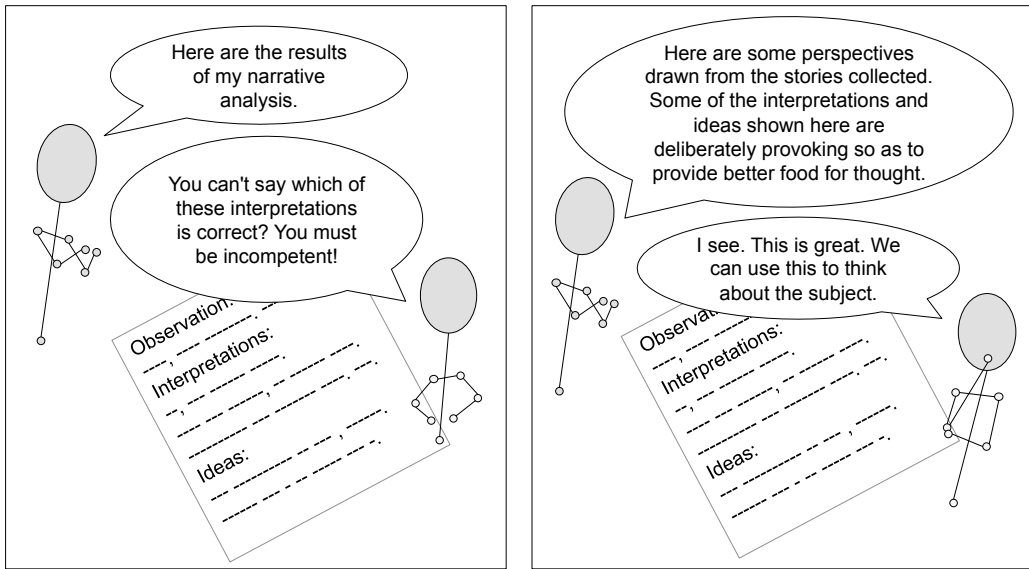 Here are the results
of my narrative
analysis.
You can't say which of
these interpretations
is correct? You must
be incompetent!
Observation:
Interpretations:
Ideas:
Here are some perspectives
drawn from the stories collected.
Some of the interpretations and
ideas shown here are
deliberately provoking so as to
provide better food for thought.
I see. This is great. We
can use this to think
about the subject.
Interpretations:
Ideas: